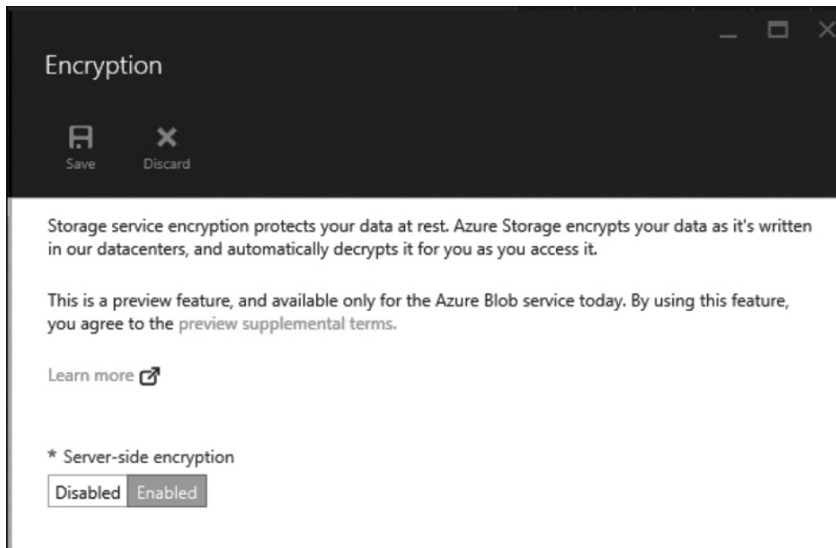 Encryption
Save Discard
Storage service encryption protects your data at rest. Azure Storage encrypts your data as it's written
in our datacenters, and automatically decrypts it for you as you access it.
This is a preview feature, and available only for the Azure Blob service today. By using this feature,
you agree to the preview supplemental terms.
Learn more
* Server-side encryption
Disabled Enabled